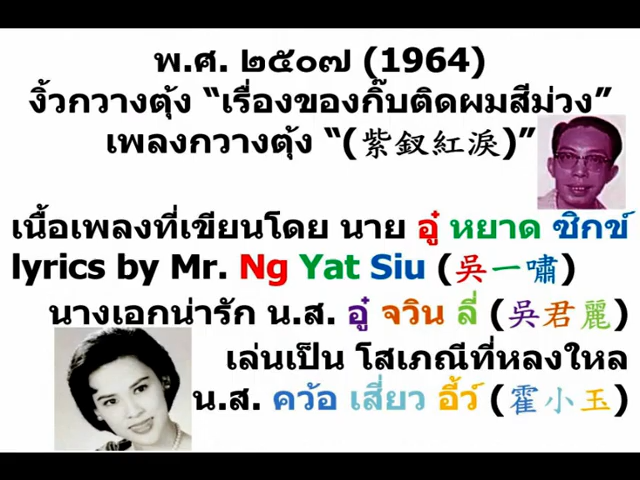 พ.ศ. ๒๕๐๗ (1964)
งิ้วกวางตุ้ง “เรื่องของกิ๊บติดผมสีม่วง”
เพลงกวางตุ้ง “(紫釵紅淚)”
เนื้อเพลงที่เขียนโดย นาย อู๋ หยาด ซิกข์
lyrics by Mr. Ng Yat Siu (吳一嘯)
นางเอกน่ารัก น.ส. อู๋ จวิน ลี่ (吳君麗)
เล่นเป็น โสเภณีที่หลงใหล
น.ส. คว้อ เสี่ยว อี้ว์ (霍小玉)